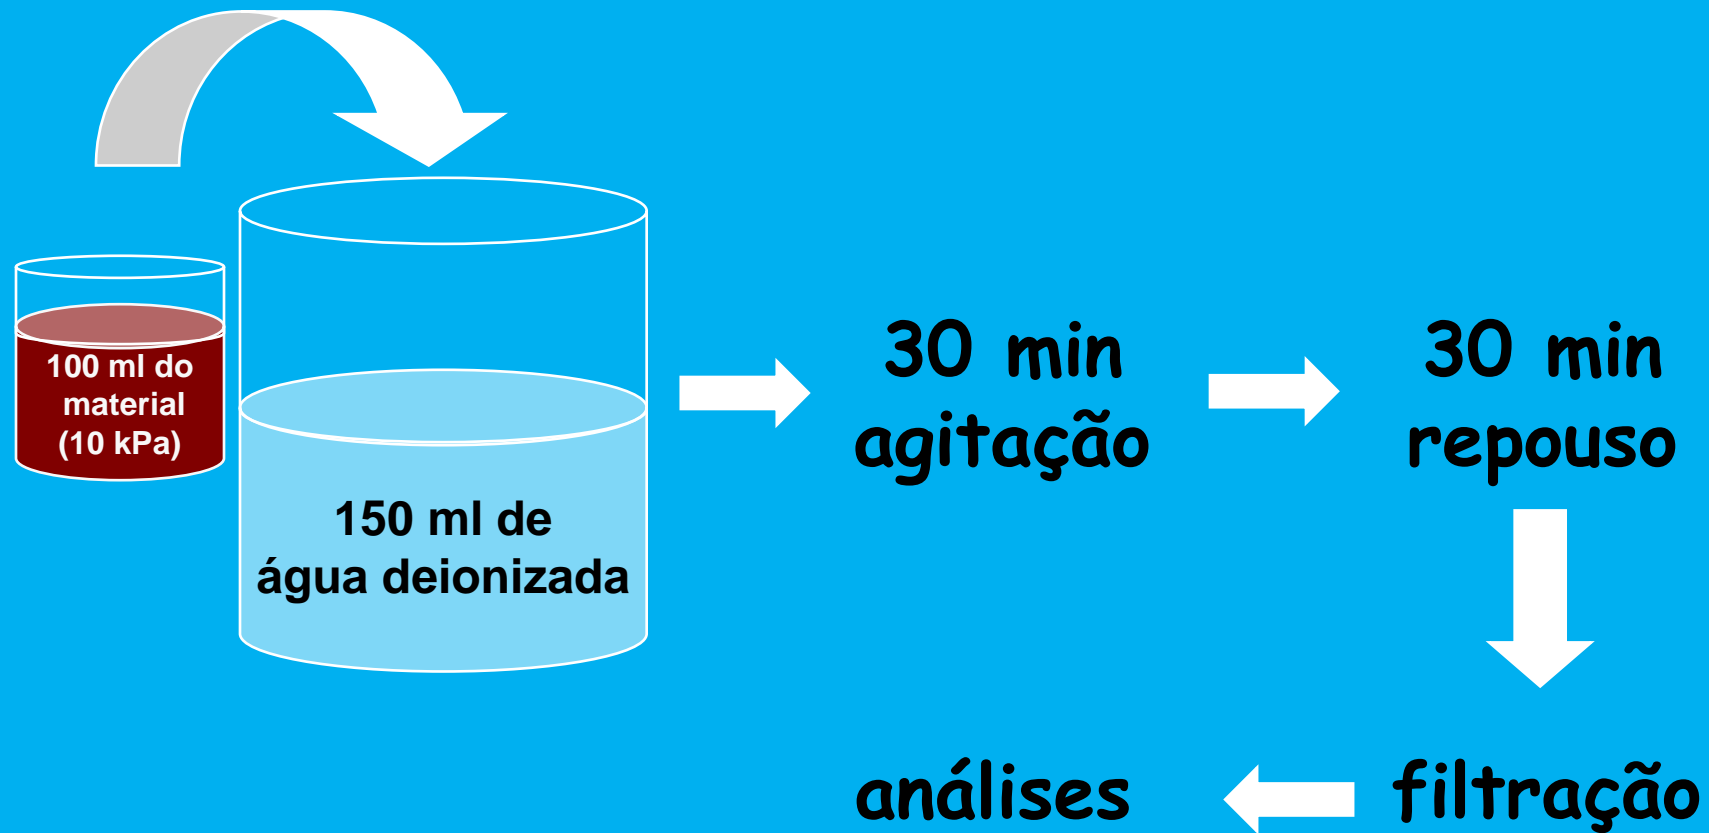 100 ml do
material
(10 kPa)
150 ml de
água deionizada
30 min
agitação
30 min
repouso
filtração
análises